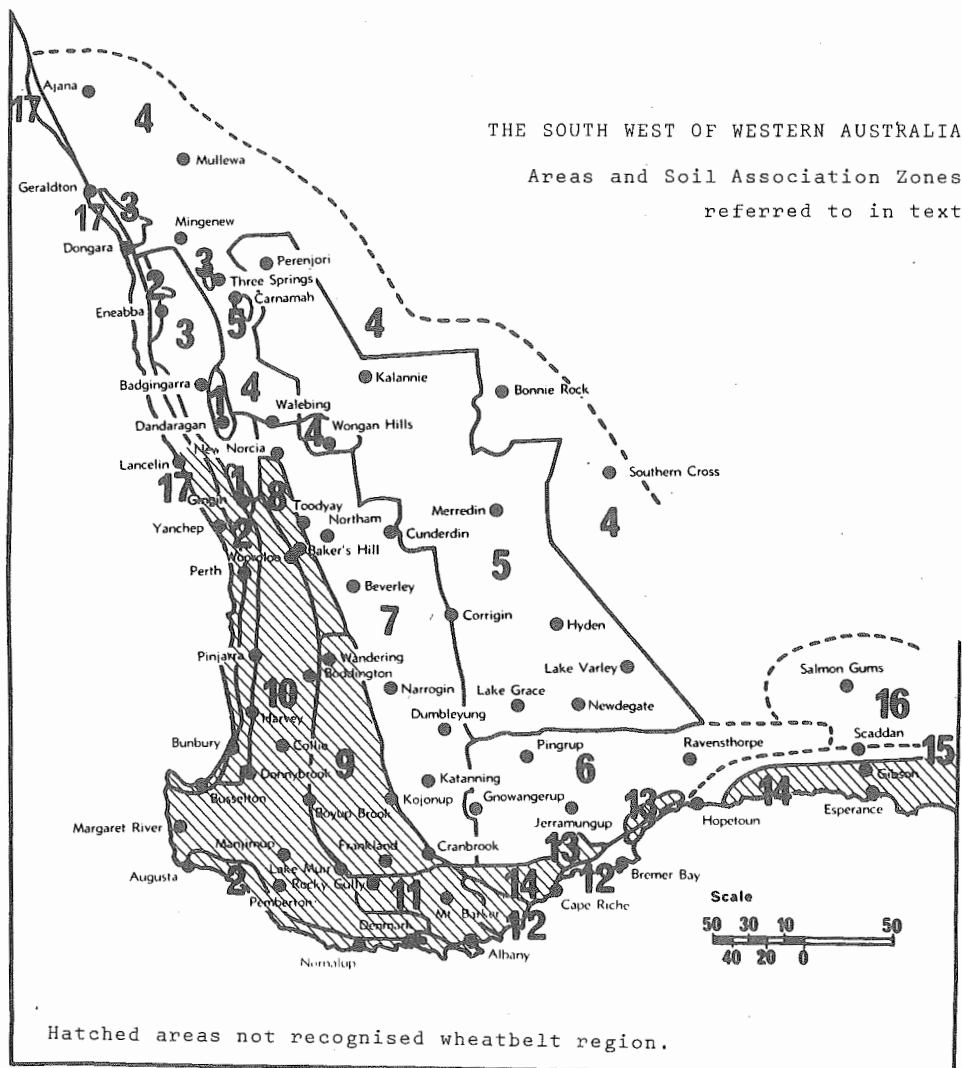 THE SOUTH WEST OF WESTERN AUSTRALIA
Areas and Soil Association Zones
referred to in text
Ajana
17
4
Mullewa
Geraldton
3
17
Mingenew
Dongara
3
Perenjori
Three Springs
2
Carnamah
Eneabba
5
3
4
Badgingarra
Kalannie
4
Bonnie Rock
1
Walebing
Dandaragan
4
Wongan Hills
New Norcia
Lancelin
Southern Cross
17
1
8
Gingin
Toodyay
Merredin
4
Yanchep
2
Northam
Cunderdin
Wooroloo
Baker's Hill
5
Perth
Beverley
7
Corrigin
Hyden
Pinjarra
Wandering
Lake Varley
Salmon Gums
Boddington
Narrogin
Lake Grace
16
10
Newdegate
Harvey
Dumbleyung
Bunbury
Collie
Pingrup
Ravensthorpe
Scaddan
9
6
15
Donnybrook
Katanning
Gibson
Busselton
Boyup Brook
Kojonup
Gnowangerup
13
14
Esperance
Jerramungup
Hopetoun
Margaret River
Manjimup
Frankland
Cranbrook
13
Lake Muir
Bremer Bay
Augusta
2
Rocky Gully
14
12
Pemberton
11
Cape Riche
Mt. Barker
12
Denmark
Nornalup
Albany
Scale
50 30 10 50
40 20 0
Hatched areas not recognised wheatbelt region.